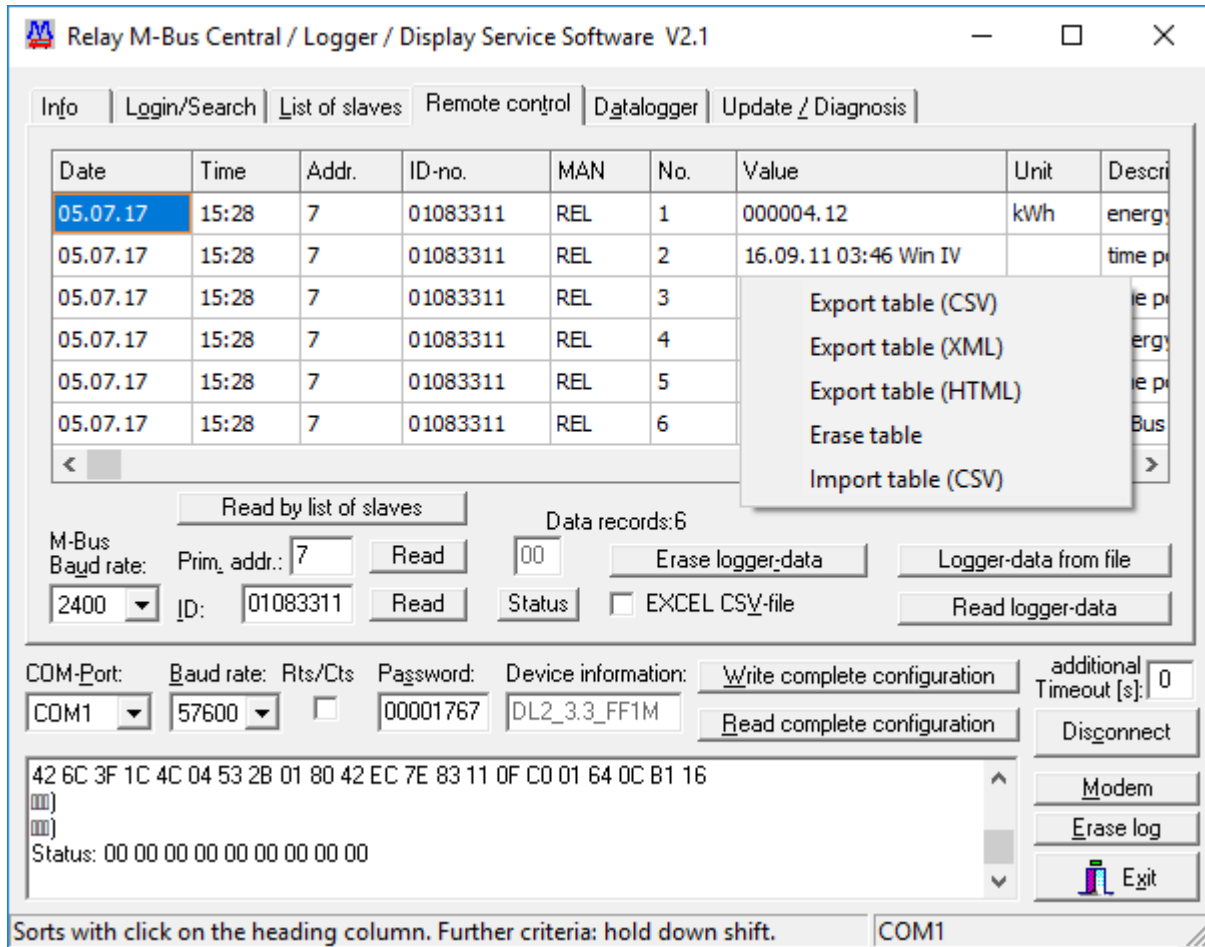 Relay M-Bus Central / Logger / Display Service Software V2.1
Info Login/Search List of slaves Remote control Datalogger Update / Diagnosis
Date Time Addr. ID-no. MAN No. Value Unit Descri
05.07.17 15:28 7 01083311 REL 1 000004.12 kWh energy
05.07.17 15:28 7 01083311 REL 2 16.09.11 03:46 Win IV time po
05.07.17 15:28 7 01083311 REL 3
05.07.17 15:28 7 01083311 REL 4
05.07.17 15:28 7 01083311 REL 5
05.07.17 15:28 7 01083311 REL 6 Bus
Export table (CSV)
Export table (XML)
Export table (HTML)
Erase table
Import table (CSV)
Read by list of slaves
Data records:6
M-Bus
Baud rate: Prim. addr.: 7 Read 00 Erase logger-data Logger-data from file
2400 ID: 01083311 Read Status EXCEL CSV-file Read logger-data
COM-Port: Baud rate: Rts/Cts Password: Device information: Write complete configuration additional
Timeout [s]: 0
COM1 57600 00001767 DL2_3.3_FF1M Read complete configuration Disconnect
42 6C 3F 1C 4C 04 53 2B 01 80 42 EC 7E 83 11 0F C0 01 64 0C B1 16
)
)
Status: 00 00 00 00 00 00 00 00 00
Modem
Erase log
Exit
Sorts with click on the heading column. Further criteria: hold down shift. COM1